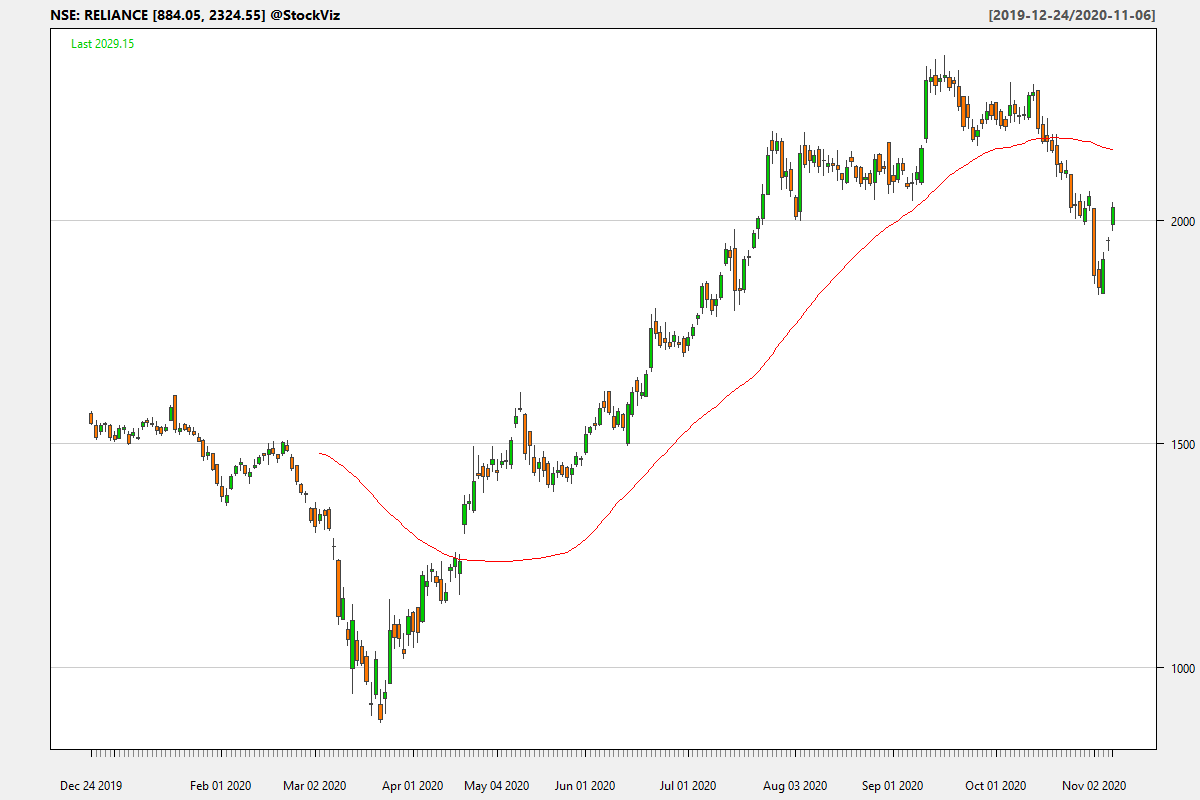 NSE: RELIANCE [884.05, 2324.55] @StockViz
[2019-12-24/2020-11-06]
Last 2029.15
2000
1500
1000
Dec 24 2019 Feb 01 2020 Mar 02 2020 Apr 01 2020 May 04 2020 Jun 01 2020 Jul 01 2020 Aug 03 2020 Sep 01 2020 Oct 01 2020 Nov 02 2020